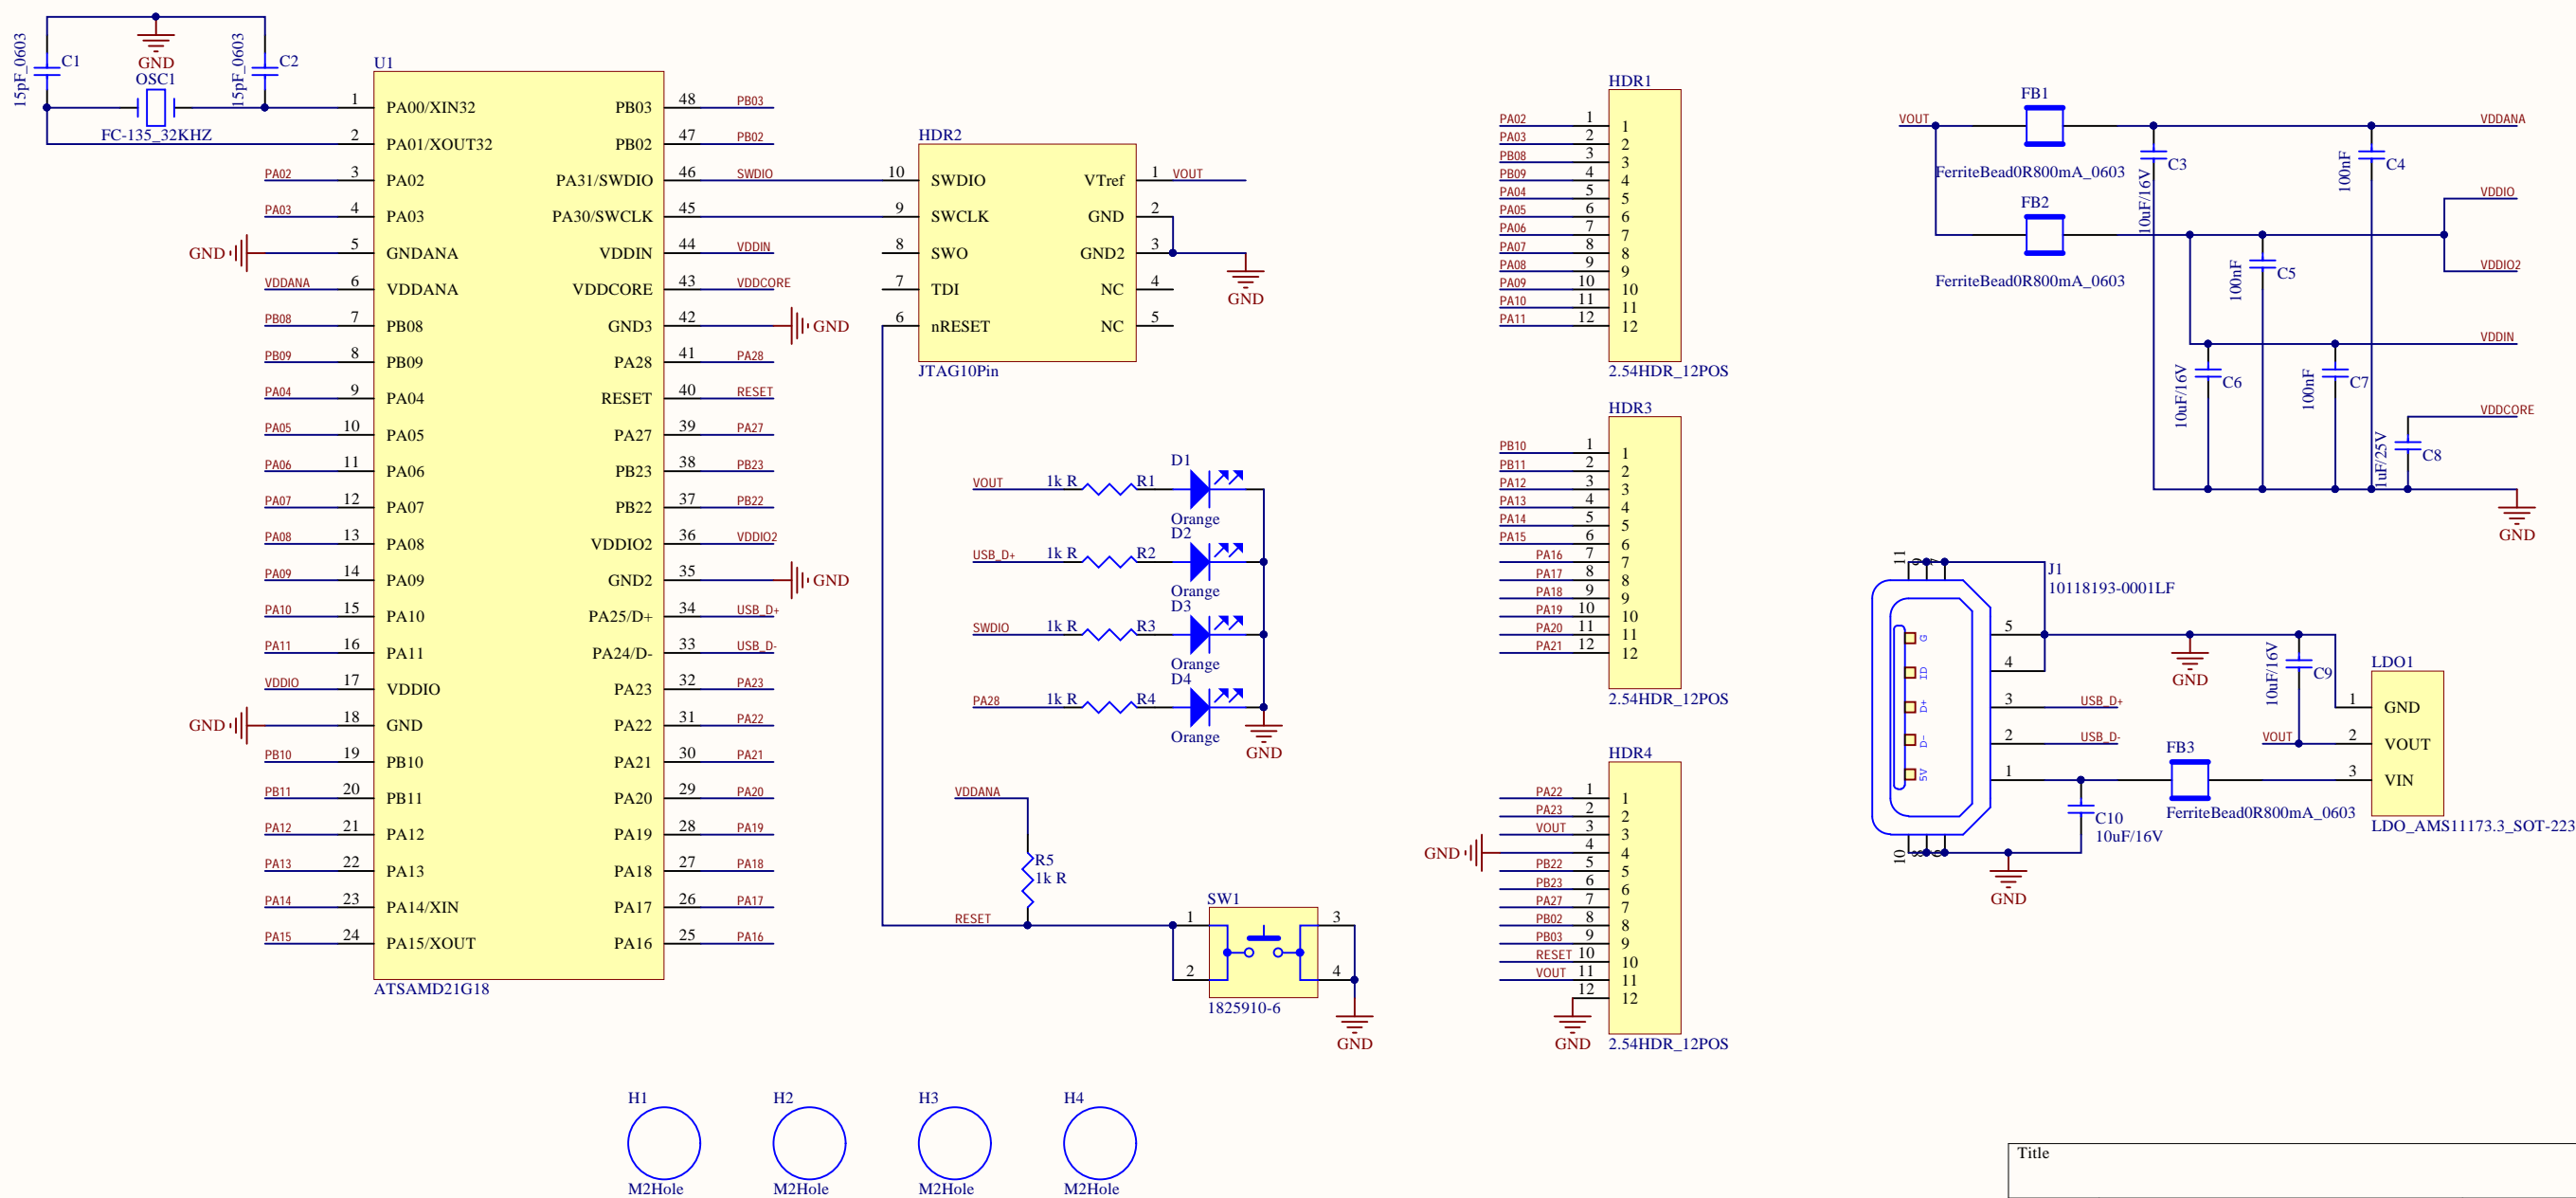 15pF_0603
C1
GND
OSC1
15pF_0603
C2
FC-135_32KHZ
U1
1 PA00/XIN32 PB03 48 PB03
2 PA01/XOUT32 PB02 47 PB02
PA02 3 PA02 PA31/SWDIO 46 SWDIO
PA03 4 PA03 PA30/SWCLK 45
GND 5 GNDANA VDDIN 44 VDDIN
VDDANA 6 VDDANA VDDCORE 43 VDDCORE
PB08 7 PB08 GND3 42 GND
PB09 8 PB09 PA28 41 PA28
PA04 9 PA04 RESET 40 RESET
PA05 10 PA05 PA27 39 PA27
PA06 11 PA06 PB23 38 PB23
PA07 12 PA07 PB22 37 PB22
PA08 13 PA08 VDDIO2 36 VDDIO2
PA09 14 PA09 GND2 35 GND
PA10 15 PA10 PA25/D+ 34 USB_D+
PA11 16 PA11 PA24/D- 33 USB_D-
VDDIO 17 VDDIO PA23 32 PA23
GND 18 GND PA22 31 PA22
PB10 19 PB10 PA21 30 PA21
PB11 20 PB11 PA20 29 PA20
PA12 21 PA12 PA19 28 PA19
PA13 22 PA13 PA18 27 PA18
PA14 23 PA14/XIN PA17 26 PA17
PA15 24 PA15/XOUT PA16 25 PA16
ATSAMD21G18
HDR2
10 SWDIO VTref 1 VOUT
9 SWCLK GND 2
8 SWO GND2 3
7 TDI NC 4
6 nRESET NC 5
GND
JTAG10Pin
D1
VOUT 1k R R1
Orange
D2
USB_D+ 1k R R2
Orange
D3
SWDIO 1k R R3
Orange
D4
PA28 1k R R4
Orange
GND
VDDANA
R5
1k R
RESET
SW1
1 3
2 4
1825910-6
GND
HDR1
PA02 1 1
PA03 2 2
PB08 3 3
PB09 4 4
PA04 5 5
PA05 6 6
PA06 7 7
PA07 8 8
PA08 9 9
PA09 10 10
PA10 11 11
PA11 12 12
2.54HDR_12POS
HDR3
PB10 1 1
PB11 2 2
PA12 3 3
PA13 4 4
PA14 5 5
PA15 6 6
PA16 7 7
PA17 8 8
PA18 9 9
PA19 10 10
PA20 11 11
PA21 12 12
2.54HDR_12POS
HDR4
PA22 1 1
PA23 2 2
VOUT 3 3
GND 4 4
PB22 5 5
PB23 6 6
PA27 7 7
PB02 8 8
PB03 9 9
RESET 10 10
VOUT 11 11
12 12
GND
2.54HDR_12POS
FB1
VOUT
VDDANA
FerriteBead0R800mA_0603
10uF/16V
C3
100nF
C4
FB2
FerriteBead0R800mA_0603
VDDIO
VDDIO2
100nF
C5
VDDIN
10uF/16V
C6
100nF
C7
VDDCORE
1uF/25V
C8
GND
J1
10118193-0001LF
11
5
4
3 USB_D+
2 USB_D-
1
G
ID
D+
D-
5V
10
GND
GND
10uF/16V
C9
VOUT
FB3
FerriteBead0R800mA_0603
C10
10uF/16V
LDO1
1 GND
2 VOUT
3 VIN
LDO_AMS11173.3_SOT-223
H1
M2Hole
H2
M2Hole
H3
M2Hole
H4
M2Hole
Title